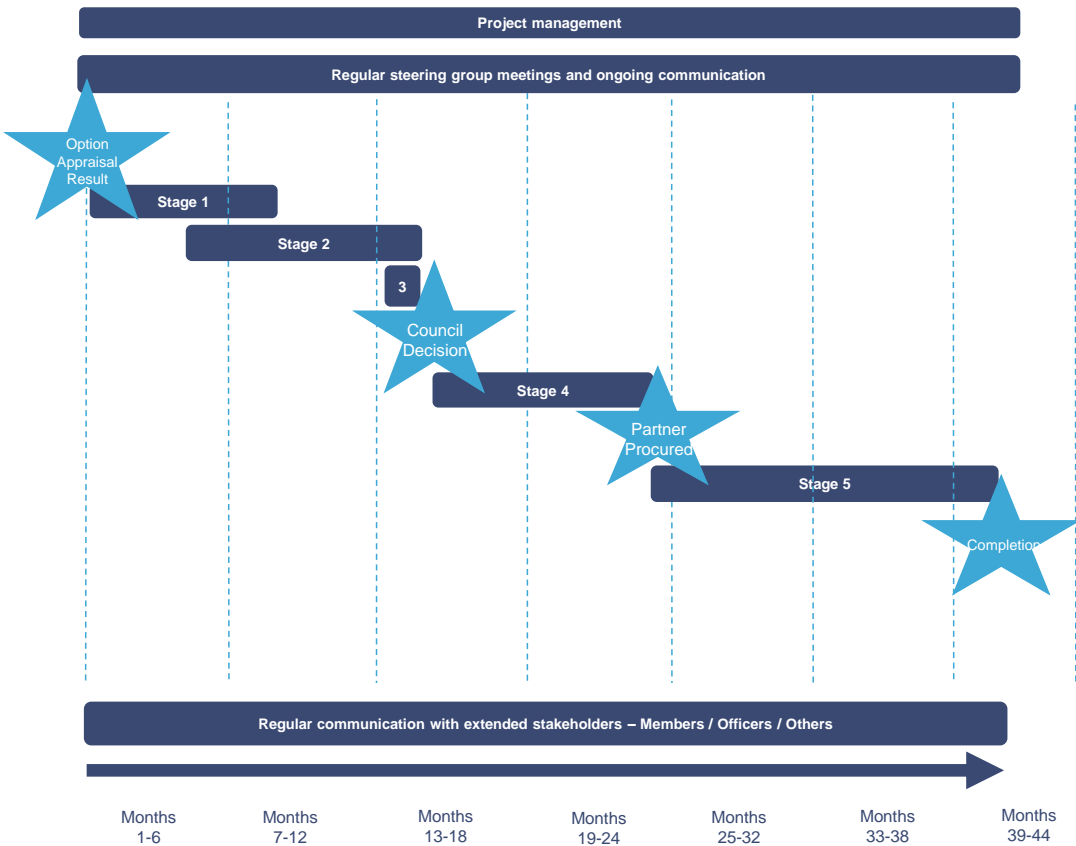 Project management
Regular steering group meetings and ongoing communication
Option
Appraisal
Result
Stage 1
Stage 2
3
Council
Decision
Stage 4
Partner
Procured
Stage 5
Completion
Regular communication with extended stakeholders – Members / Officers / Others
Months
1-6
Months
7-12
Months
13-18
Months
19-24
Months
25-32
Months
33-38
Months
39-44